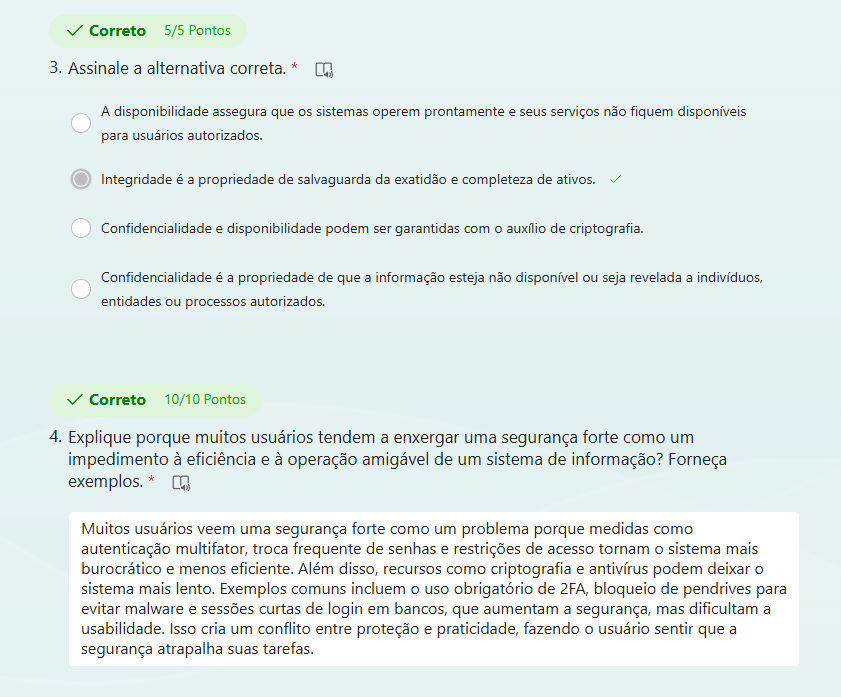 Correto 5/5 Pontos
3. Assinale a alternativa correta. *
A disponibilidade assegura que os sistemas operem prontamente e seus serviços não fiquem disponíveis
para usuários autorizados.
Integridade é a propriedade de salvaguarda da exatidão e completeza de ativos.
Confidencialidade e disponibilidade podem ser garantidas com o auxílio de criptografia.
Confidencialidade é a propriedade de que a informação esteja não disponível ou seja revelada a indivíduos,
entidades ou processos autorizados.
Correto 10/10 Pontos
4. Explique porque muitos usuários tendem a enxergar uma segurança forte como um
impedimento à eficiência e à operação amigável de um sistema de informação? Forneça
exemplos. *
Muitos usuários veem uma segurança forte como um problema porque medidas como
autenticação multifator, troca frequente de senhas e restrições de acesso tornam o sistema mais
burocrático e menos eficiente. Além disso, recursos como criptografia e antivírus podem deixar o
sistema mais lento. Exemplos comuns incluem o uso obrigatório de 2FA, bloqueio de pendrives para
evitar malware e sessões curtas de login em bancos, que aumentam a segurança, mas dificultam a
usabilidade. Isso cria um conflito entre proteção e praticidade, fazendo o usuário sentir que a
segurança atrapalha suas tarefas.